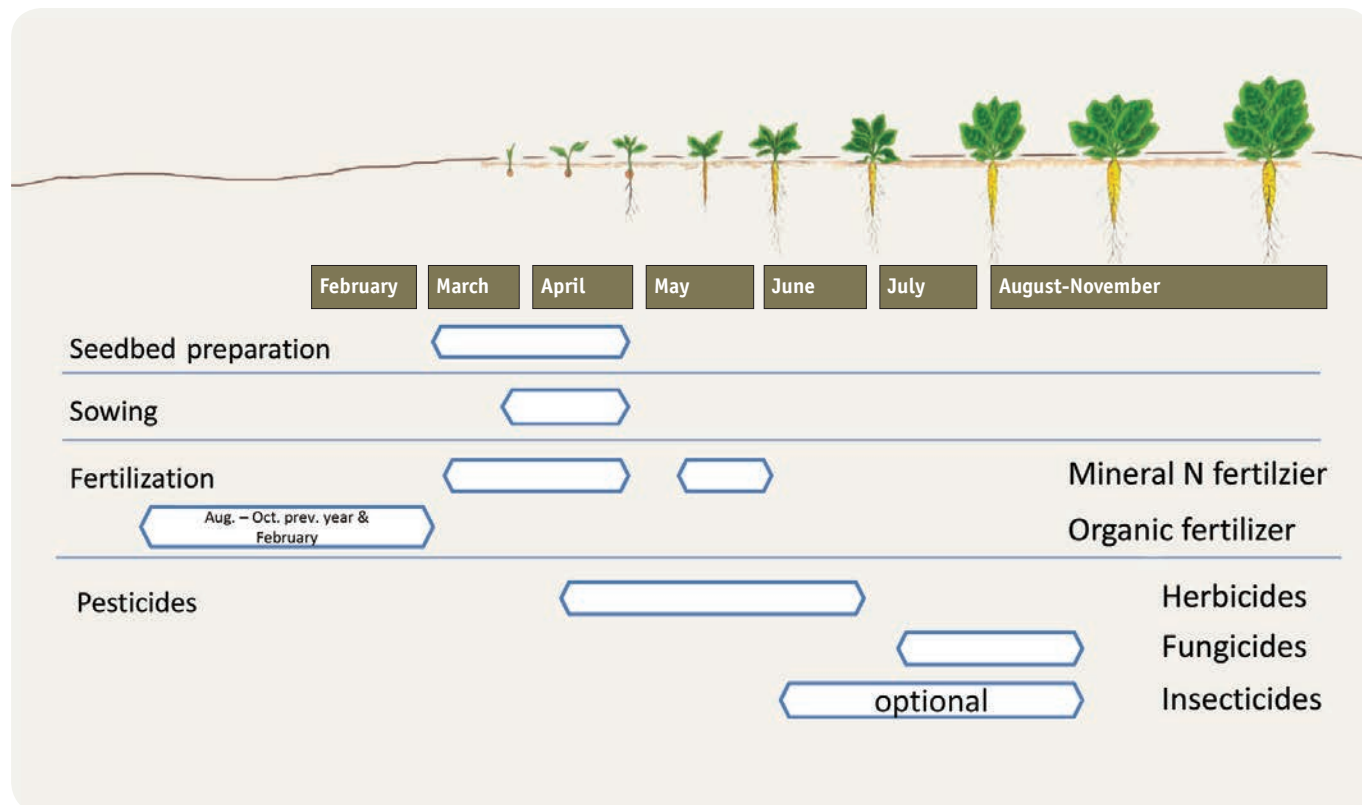 February
March
April
May
June
July
August-November
Seedbed preparation
Sowing
Fertilization
Mineral N fertilzier
Aug. – Oct. prev. year &
February
Organic fertilizer
Pesticides
Herbicides
Fungicides
optional
Insecticides